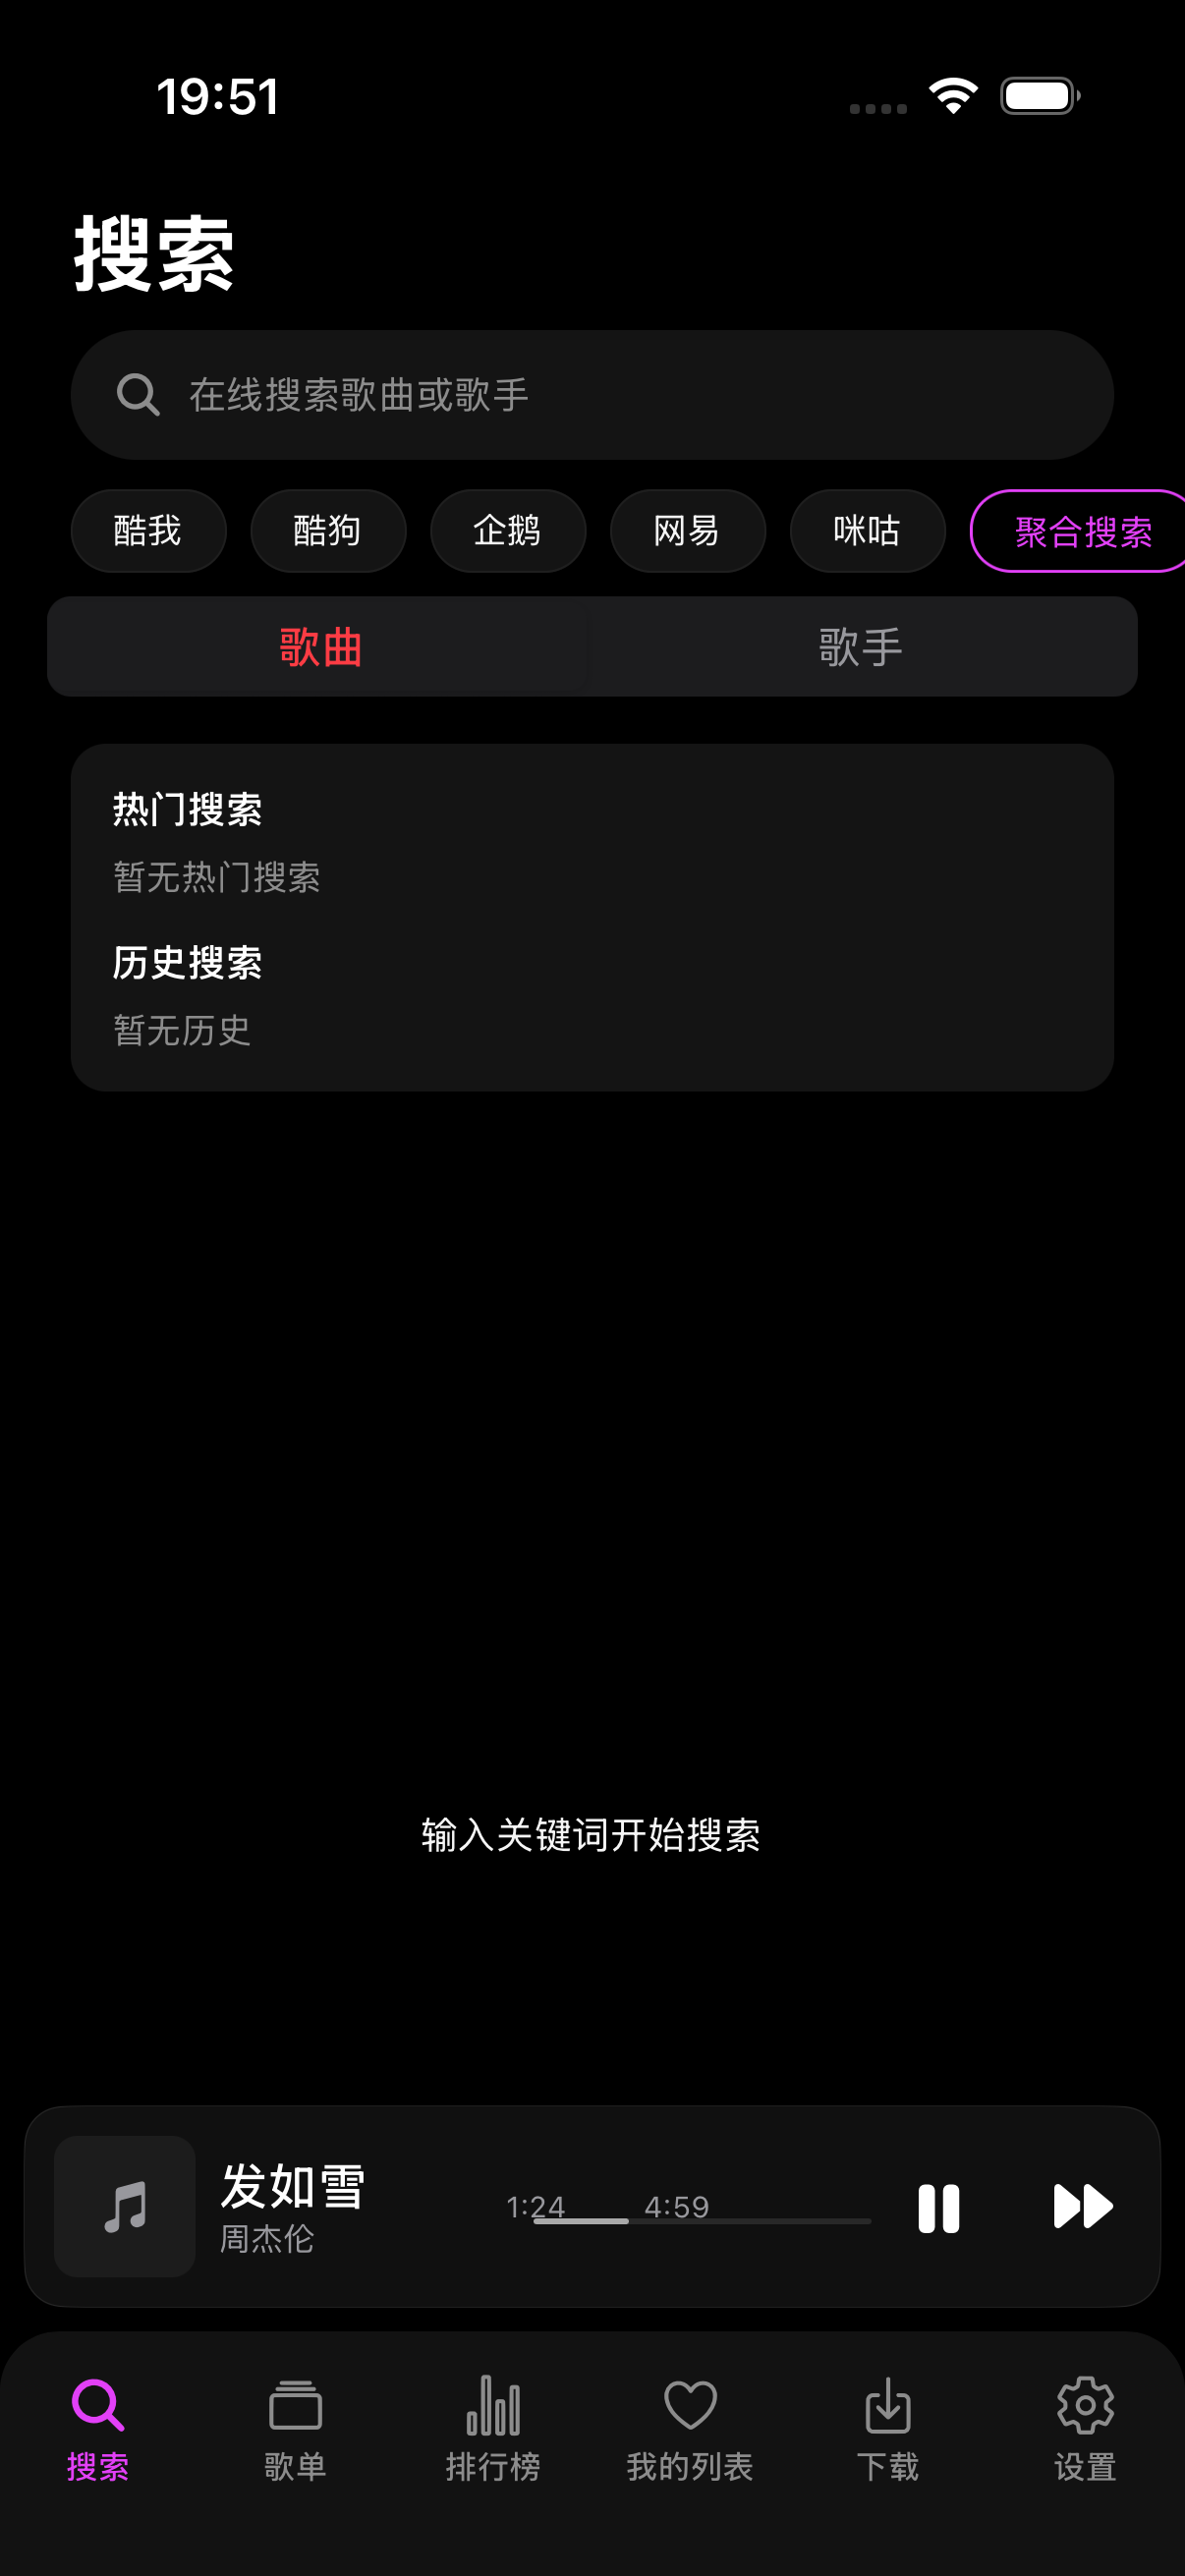 19:51
搜索
在线搜索歌曲或歌手
酷我 酷狗 企鹅 网易 咪咕 聚合搜索
歌曲 歌手
热门搜索
暂无热门搜索
历史搜索
暂无历史
输入关键词开始搜索
发如雪
周杰伦
1:24 4:59
搜索 歌单 排行榜 我的列表 下载 设置